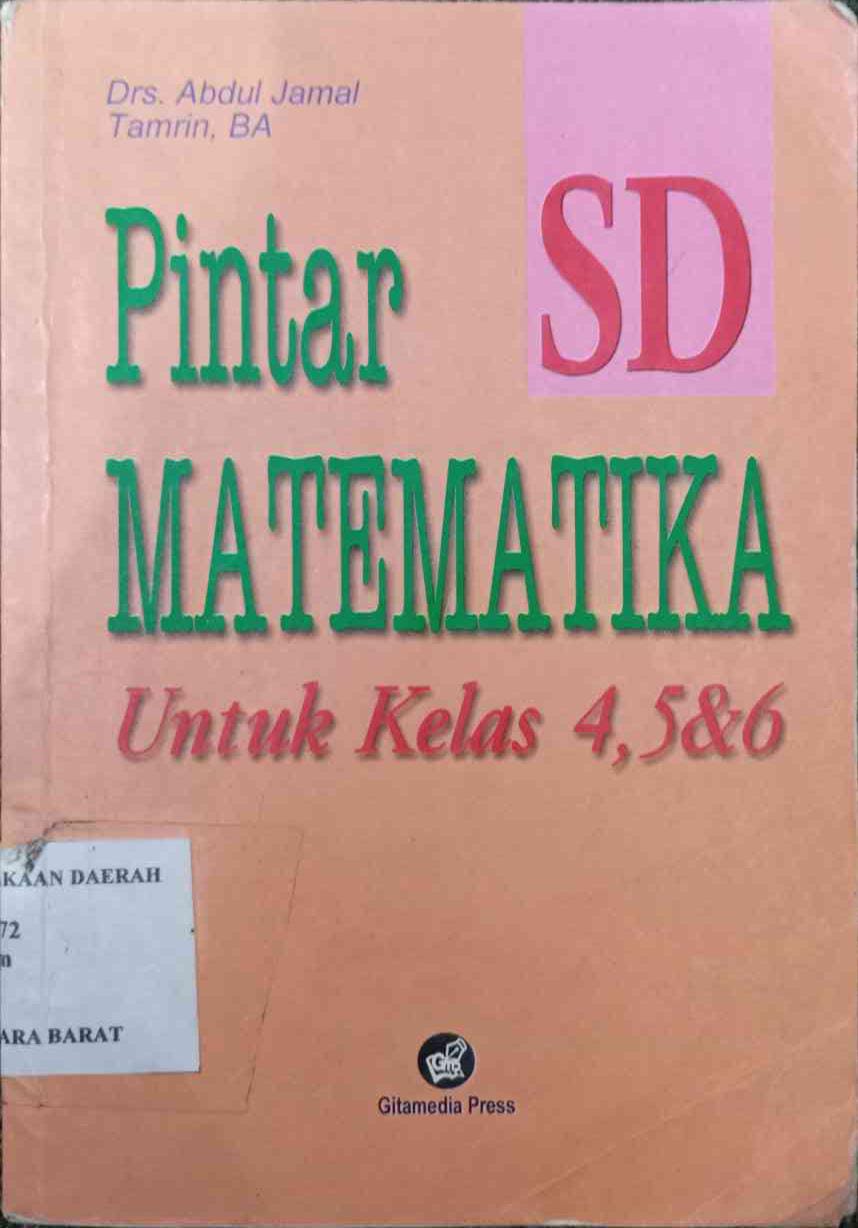 Drs. Abdul Jamal
Tamrin, BA
SD
Pintar
MATEMATIKA
Untuk Kelas 4, 5&6
KAAN DAERAH
72
n
ARA BARAT
Gitamedia Press